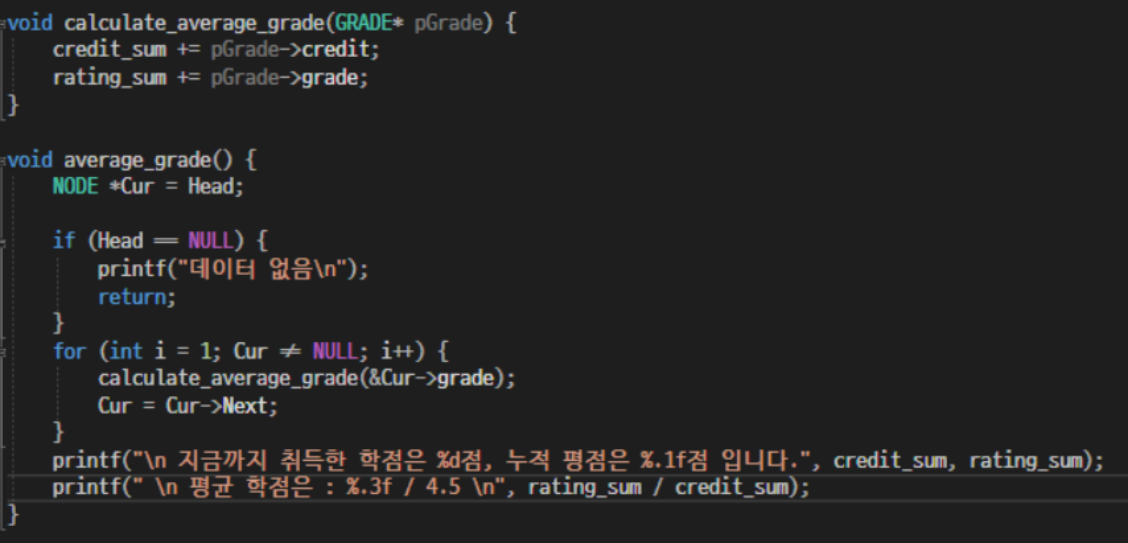 void calculate_average_grade(GRADE* pGrade) {
credit_sum += pGrade->credit;
rating_sum += pGrade->grade;
}
void average_grade() {
NODE *Cur = Head;
if (Head == NULL) {
printf("데이터 없음\n");
return;
}
for (int i = 1; Cur ≠ NULL; i++) {
calculate_average_grade(&Cur->grade);
Cur = Cur->Next;
}
printf("\n 지금까지 취득한 학점은 %d점, 누적 평점은 %.1f점 입니다.", credit_sum, rating_sum);
printf(" \n 평균 학점은 : %.3f / 4.5 \n", rating_sum / credit_sum);
}